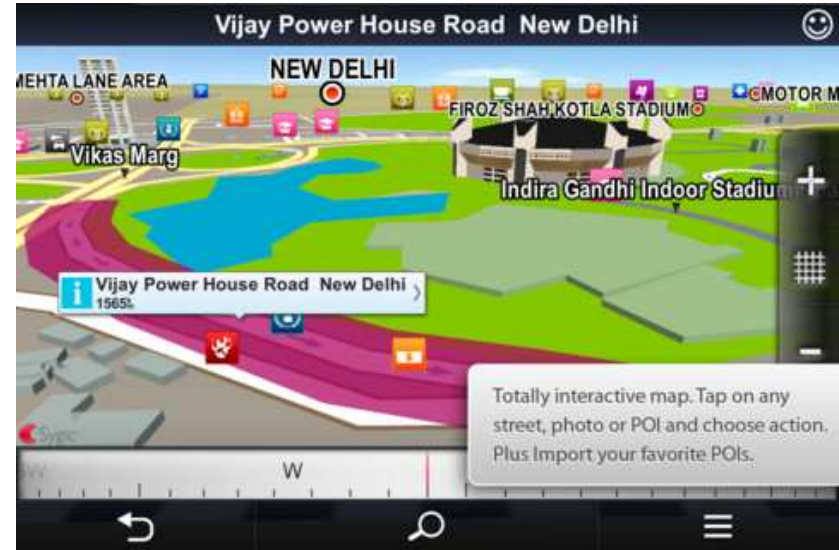 Vijay Power House Road New Delhi
MEHTA LANE AREA
NEW DELHI
FIROZ SHAH KOTLA STADIUM
MOTOR M
Vikas Marg
Indira Gandhi Indoor Stadiu
Vijay Power House Road New Delhi
Totally interactive map. Tap on any
street, photo or POI and choose action.
Plus Import your favorite POIs.
Sygic
W